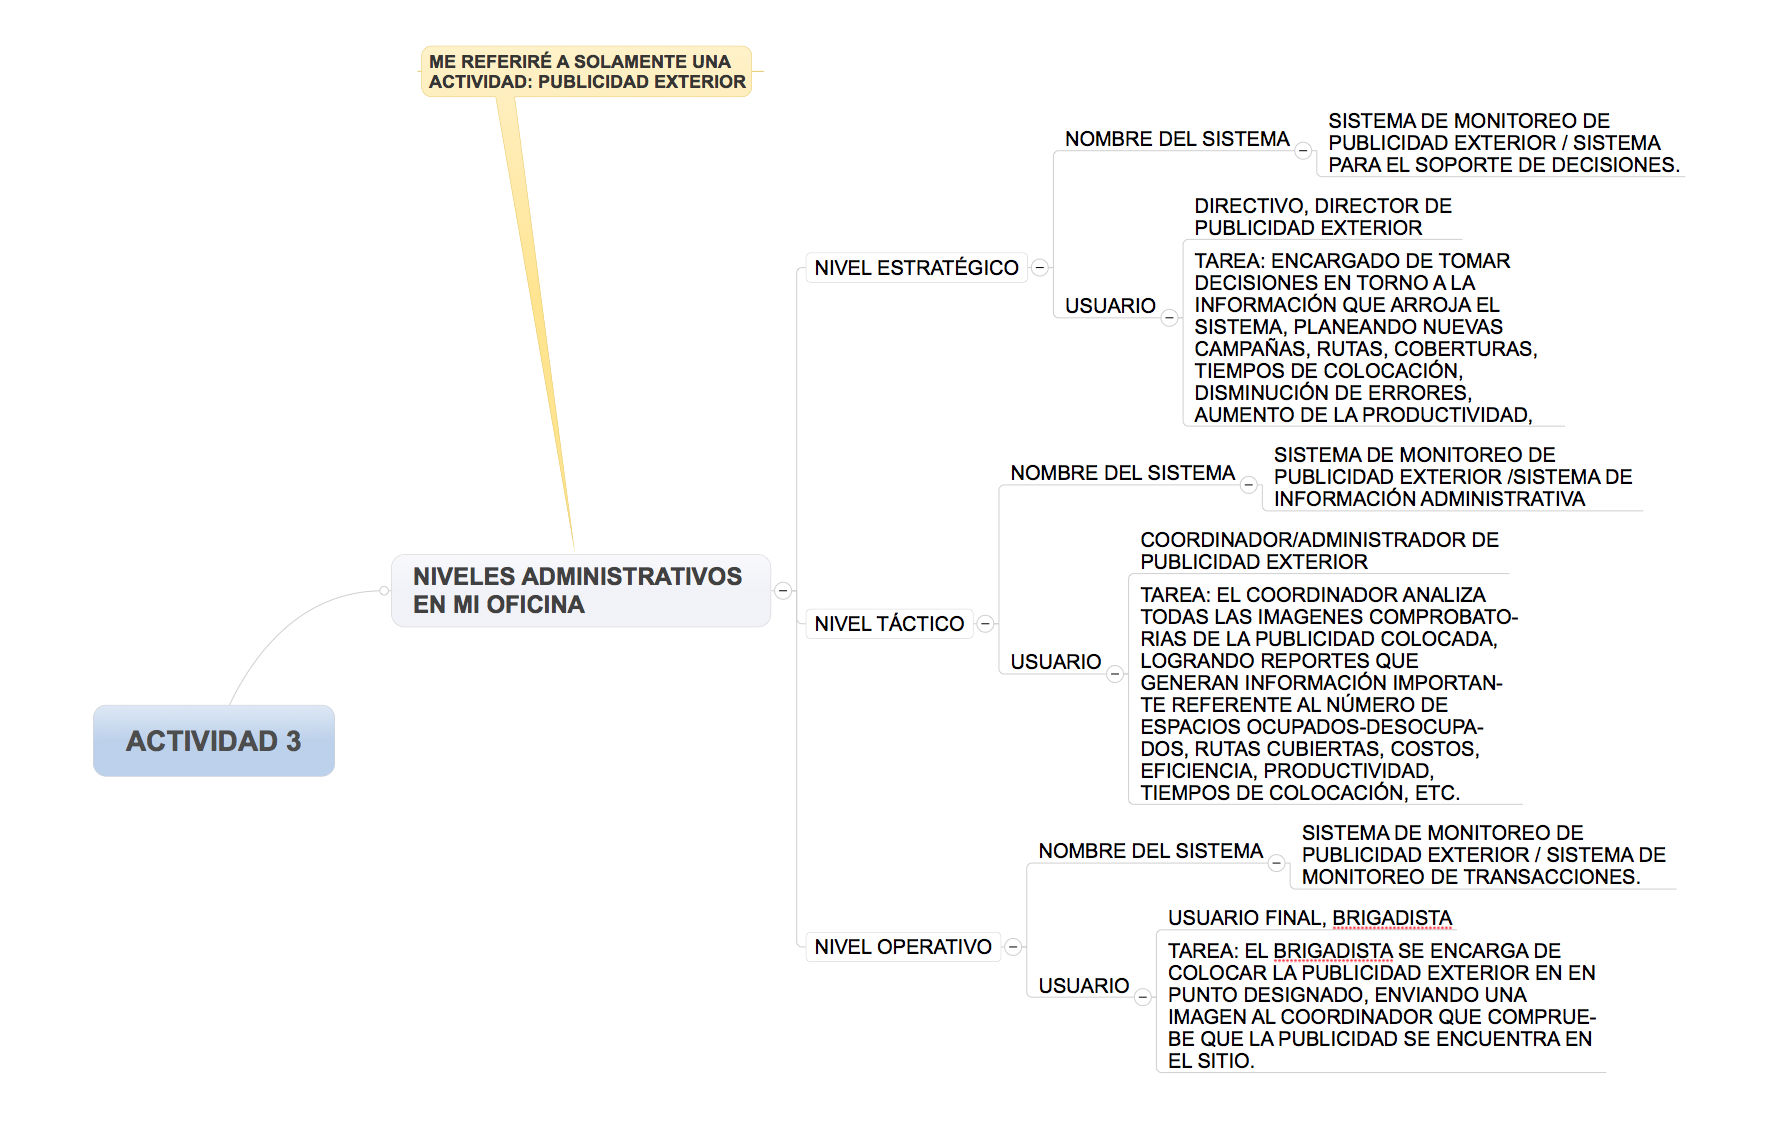 ME REFERIRÉ A SOLAMENTE UNA
ACTIVIDAD: PUBLICIDAD EXTERIOR
ACTIVIDAD 3
NIVELES ADMINISTRATIVOS
EN MI OFICINA
NIVEL ESTRATÉGICO
NOMBRE DEL SISTEMA
SISTEMA DE MONITOREO DE
PUBLICIDAD EXTERIOR / SISTEMA
PARA EL SOPORTE DE DECISIONES.
USUARIO
DIRECTIVO, DIRECTOR DE
PUBLICIDAD EXTERIOR
TAREA: ENCARGADO DE TOMAR
DECISIONES EN TORNO A LA
INFORMACIÓN QUE ARROJA EL
SISTEMA, PLANEANDO NUEVAS
CAMPAÑAS, RUTAS, COBERTURAS,
TIEMPOS DE COLOCACIÓN,
DISMINUCIÓN DE ERRORES,
AUMENTO DE LA PRODUCTIVIDAD,
NIVEL TÁCTICO
NOMBRE DEL SISTEMA
SISTEMA DE MONITOREO DE
PUBLICIDAD EXTERIOR /SISTEMA DE
INFORMACIÓN ADMINISTRATIVA
USUARIO
COORDINADOR/ADMINISTRADOR DE
PUBLICIDAD EXTERIOR
TAREA: EL COORDINADOR ANALIZA
TODAS LAS IMAGENES COMPROBATO-
RIAS DE LA PUBLICIDAD COLOCADA,
LOGRANDO REPORTES QUE
GENERAN INFORMACIÓN IMPORTAN-
TE REFERENTE AL NÚMERO DE
ESPACIOS OCUPADOS-DESOCUPA-
DOS, RUTAS CUBIERTAS, COSTOS,
EFICIENCIA, PRODUCTIVIDAD,
TIEMPOS DE COLOCACIÓN, ETC.
NIVEL OPERATIVO
NOMBRE DEL SISTEMA
SISTEMA DE MONITOREO DE
PUBLICIDAD EXTERIOR / SISTEMA DE
MONITOREO DE TRANSACCIONES.
USUARIO
USUARIO FINAL, BRIGADISTA
TAREA: EL BRIGADISTA SE ENCARGA DE
COLOCAR LA PUBLICIDAD EXTERIOR EN EN
PUNTO DESIGNADO, ENVIANDO UNA
IMAGEN AL COORDINADOR QUE COMPRUE-
BE QUE LA PUBLICIDAD SE ENCUENTRA EN
EL SITIO.